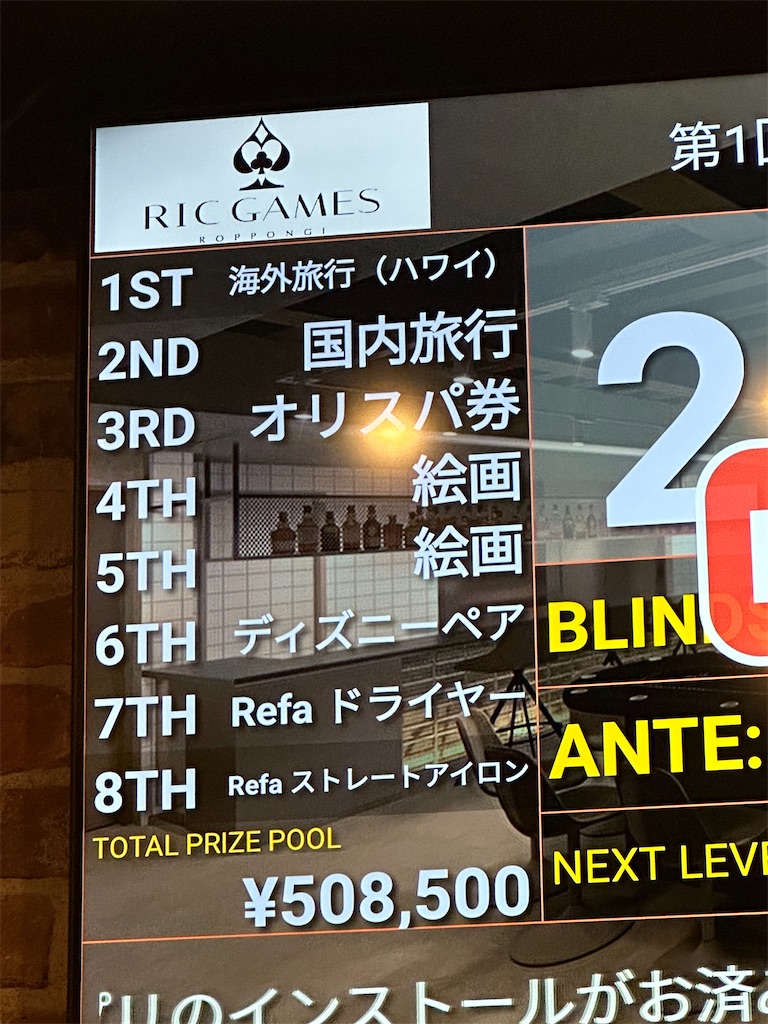 RIC GAMES
ROPPONGI
第1
1ST 海外旅行（ハワイ）
2ND 国内旅行
3RD オリスパ券
4TH 絵画
5TH 絵画
6TH ディズニーペア
7TH Refa ドライヤー
8TH Refa ストレートアイロン
TOTAL PRIZE POOL
¥508,500
2
BLINDS
ANTE:
NEXT LEVE
リのインストールがお済